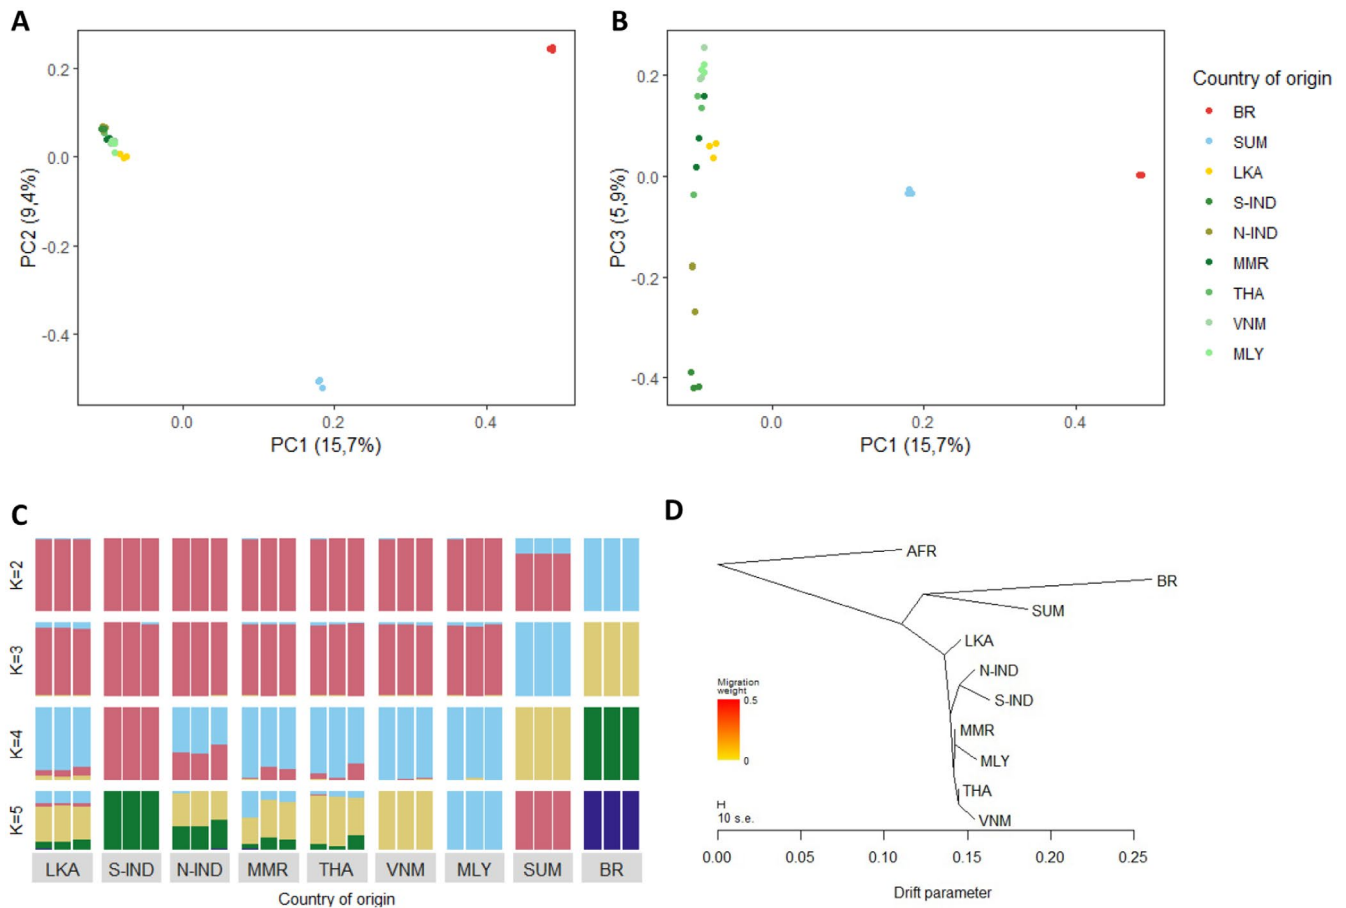 A
B
0.2
0.0
-0.2
-0.4
PC2 (9,4%)
0.0
0.2
0.4
PC1 (15,7%)
0.2
0.0
-0.2
-0.4
PC3 (5,9%)
0.0
0.2
0.4
PC1 (15,7%)
Country of origin
BR
SUM
LKA
S-IND
N-IND
MMR
THA
VNM
MLY
C
K=2
K=3
K=4
K=5
LKA S-IND N-IND MMR THA VNM MLY SUM BR
Country of origin
D
AFR
BR
SUM
LKA
N-IND
S-IND
MMR
MLY
THA
VNM
Migration
weight
0.5
0
10 s.e.
0.00 0.05 0.10 0.15 0.20 0.25
Drift parameter